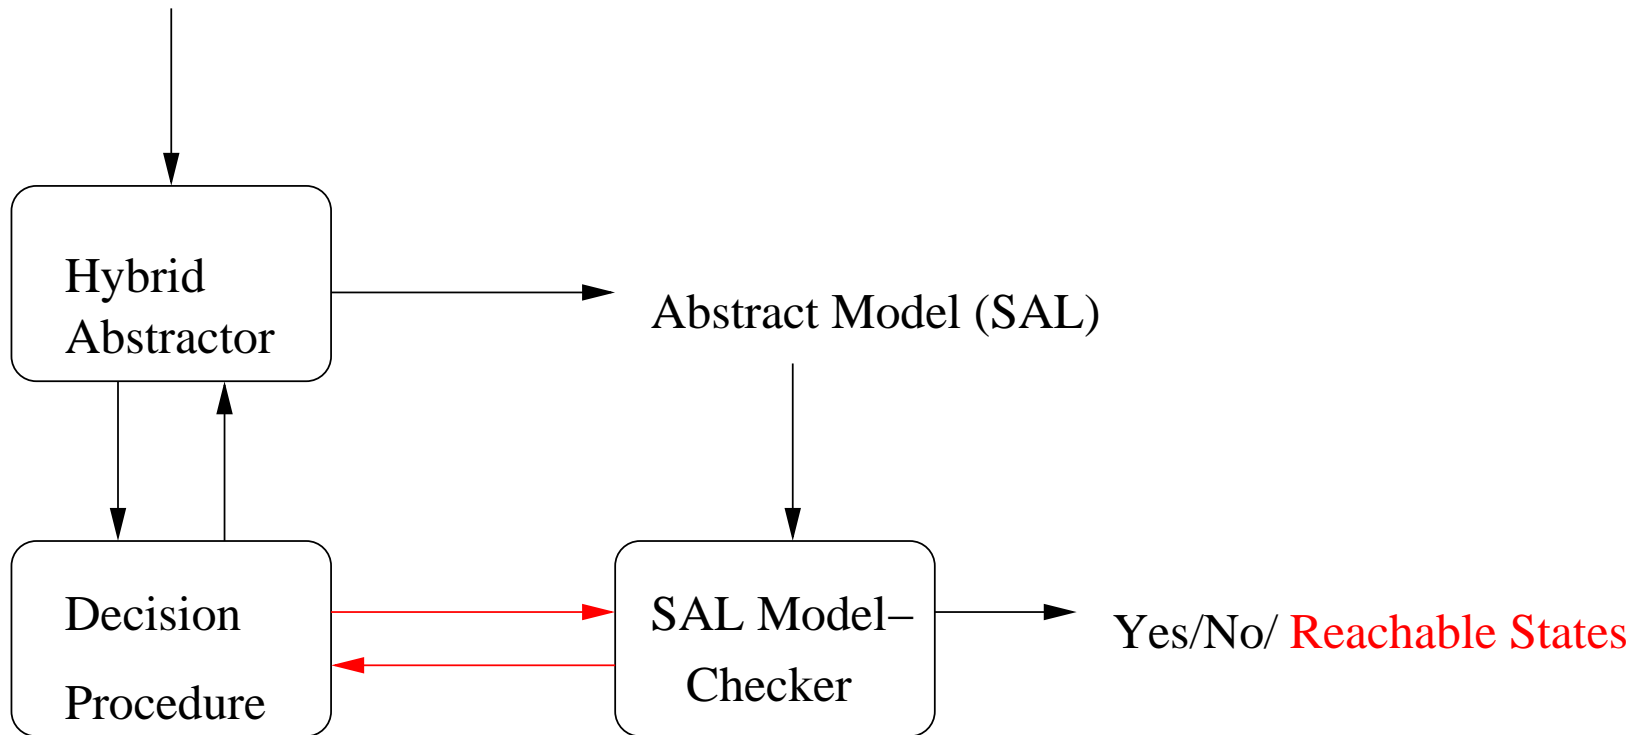 Hybrid
Abstractor
Abstract Model (SAL)
Decision
Procedure
SAL Model–
Checker
Yes/No/ Reachable States